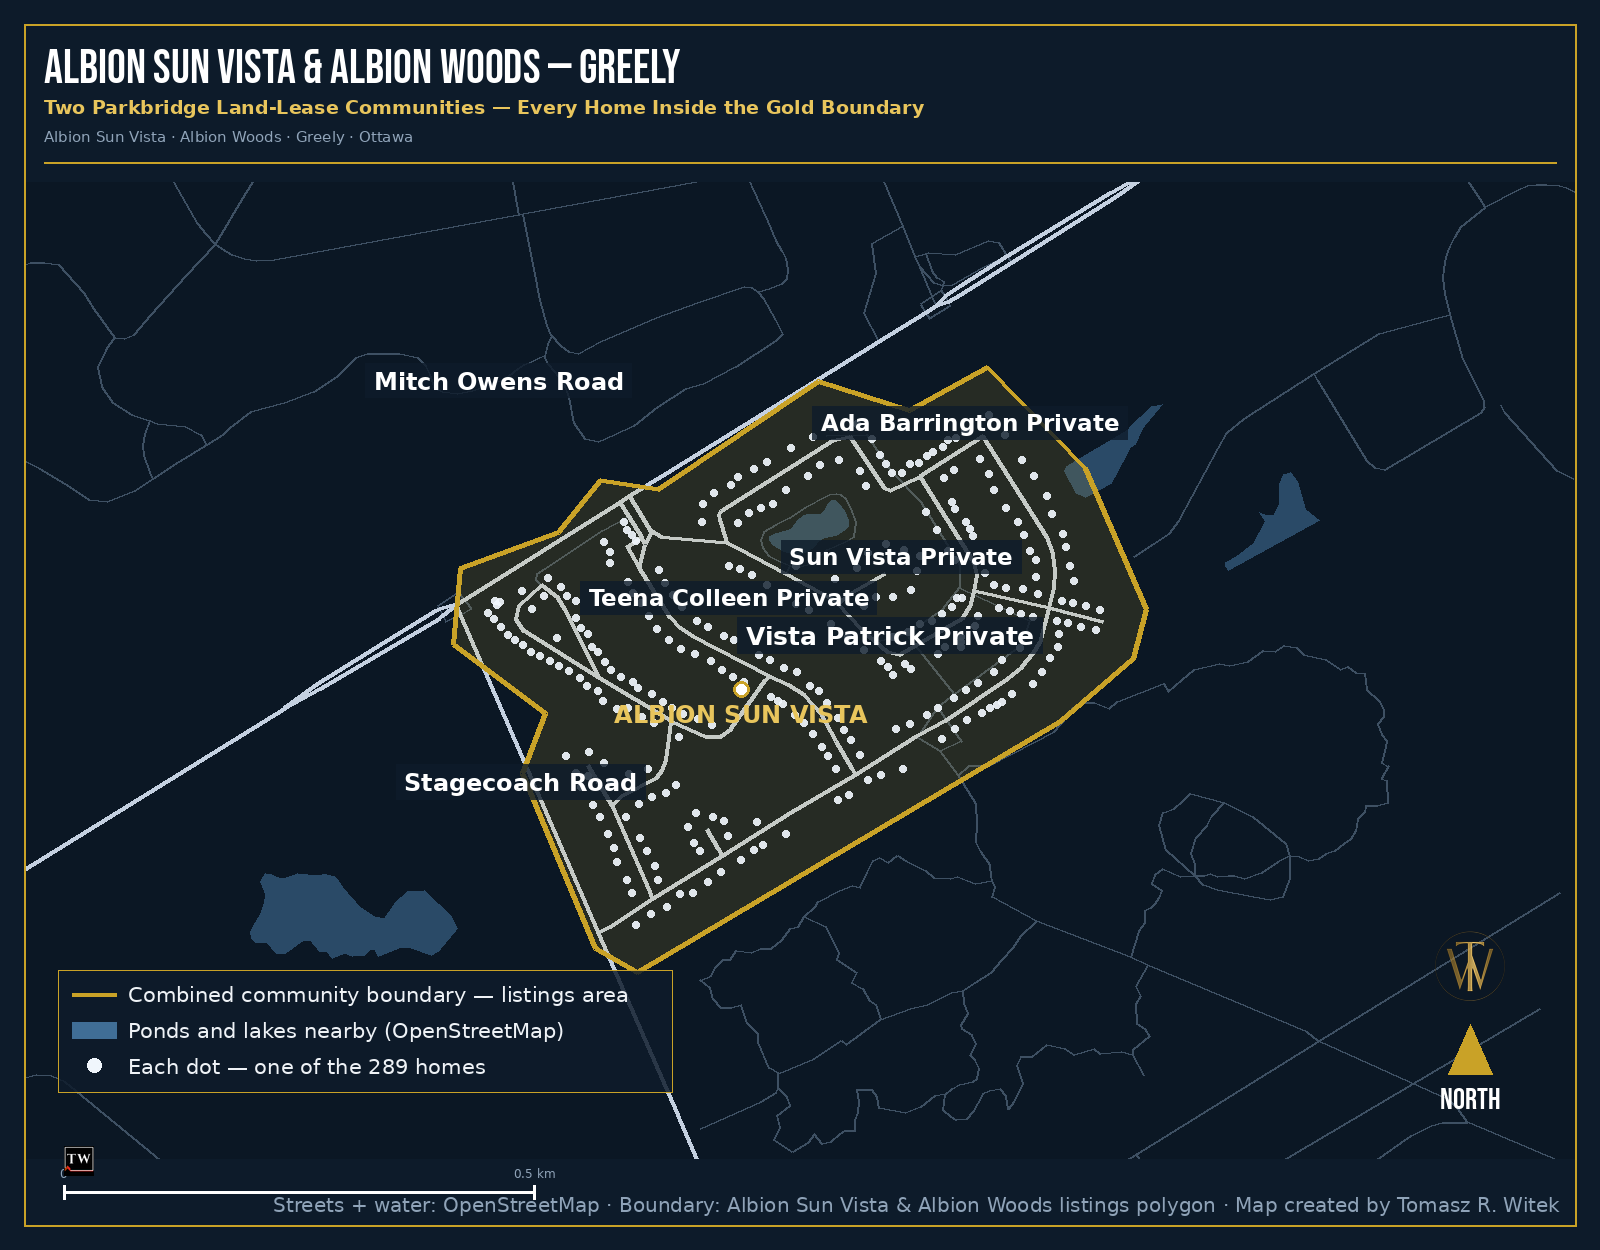 ALBION SUN VISTA & ALBION WOODS — GREELY
Two Parkbridge Land-Lease Communities — Every Home Inside the Gold Boundary
Albion Sun Vista · Albion Woods · Greely · Ottawa
Mitch Owens Road
Ada Barrington Private
Sun Vista Private
Teena Colleen Private
Vista Patrick Private
ALBION SUN VISTA
Stagecoach Road
Combined community boundary — listings area
Ponds and lakes nearby (OpenStreetMap)
Each dot — one of the 289 homes
TW
NORTH
TW
0
0.5 km
Streets + water: OpenStreetMap · Boundary: Albion Sun Vista & Albion Woods listings polygon · Map created by Tomasz R. Witek